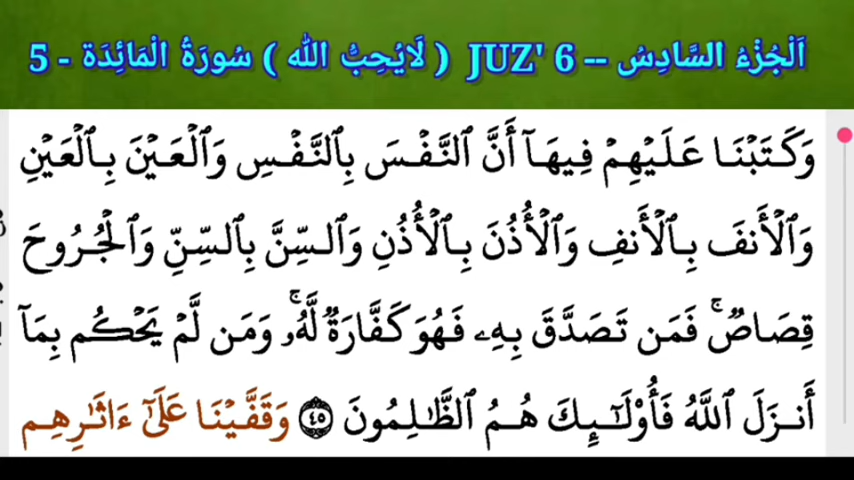 اَلْجُزْءُ السَّادِسُ -- JUZ' 6 ( لَايُحِبُّ الله ) سُورَةُ الْمَائِدَة - 5
وَكَتَبْنَا عَلَيْهِمْ فِيهَآ أَنَّ ٱلنَّفْسَ بِٱلنَّفْسِ وَٱلْعَيْنَ بِٱلْعَيْنِ
وَٱلْأَنفَ بِٱلْأَنفِ وَٱلْأُذُنَ بِٱلْأُذُنِ وَٱلسِّنَّ بِٱلسِّنِّ وَٱلْجُرُوحَ
قِصَاصٌ ۚ فَمَن تَصَدَّقَ بِهِۦ فَهُوَ كَفَّارَةٌ لَّهُۥ ۚ وَمَن لَّمْ يَحْكُم بِمَآ
أَنزَلَ ٱللَّهُ فَأُو۟لَـٰٓئِكَ هُمُ ٱلظَّـٰلِمُونَ ٤٥ وَقَفَّيْنَا عَلَىٰٓ ءَاثَـٰرِهِم